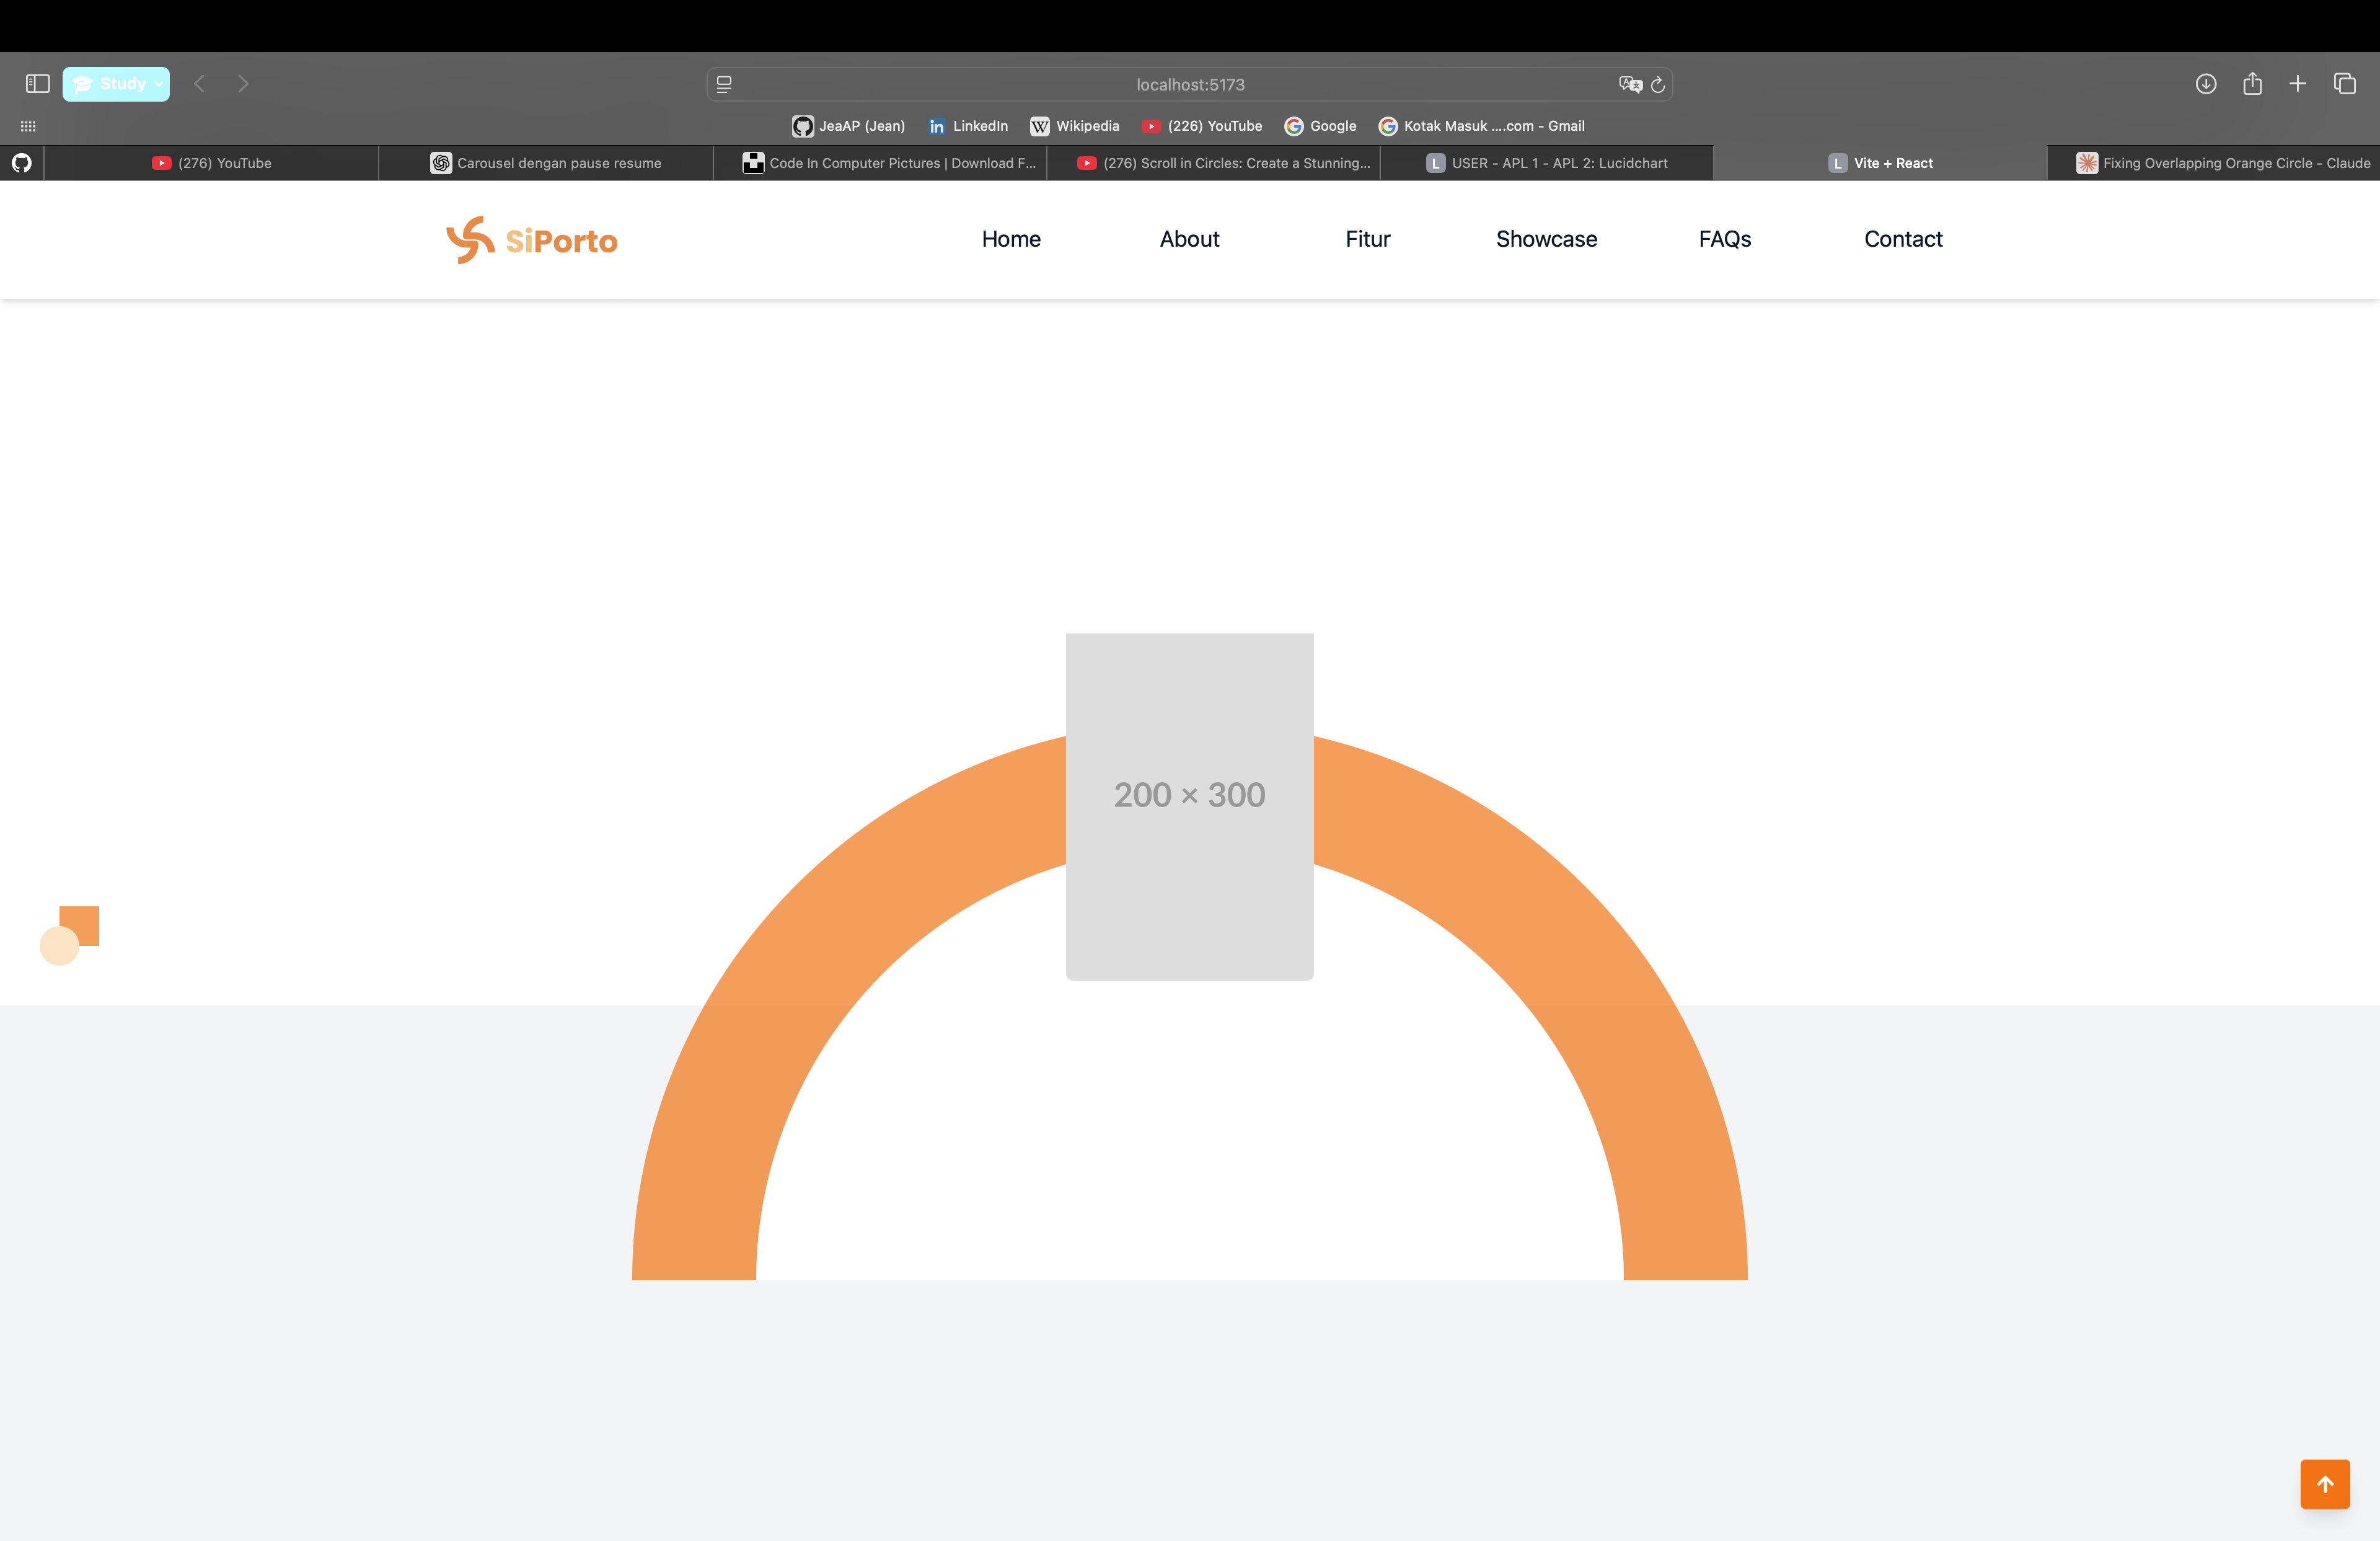 Study
localhost:5173
JeaAP (Jean) LinkedIn Wikipedia (226) YouTube Google Kotak Masuk ....com - Gmail
(276) YouTube Carousel dengan pause resume Code In Computer Pictures | Download F... (276) Scroll in Circles: Create a Stunning... USER - APL 1 - APL 2: Lucidchart Vite + React Fixing Overlapping Orange Circle - Claude
SiPorto Home About Fitur Showcase FAQs Contact
200 × 300